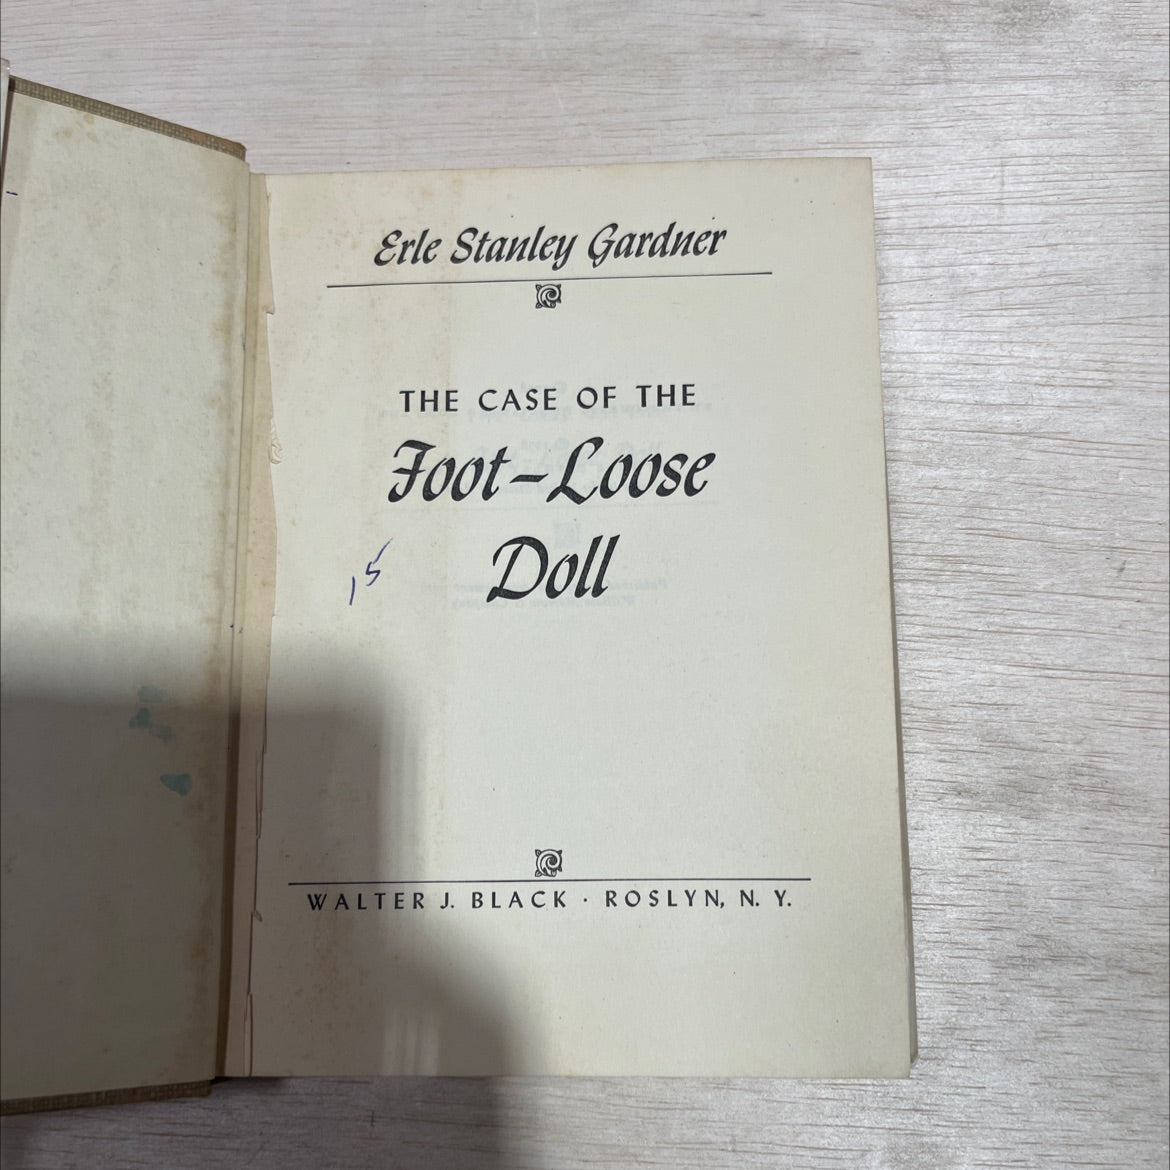 Erle Stanley Gardner
THE CASE OF THE
Foot-Loose
Doll
15
WALTER J. BLACK · ROSLYN, N. Y.